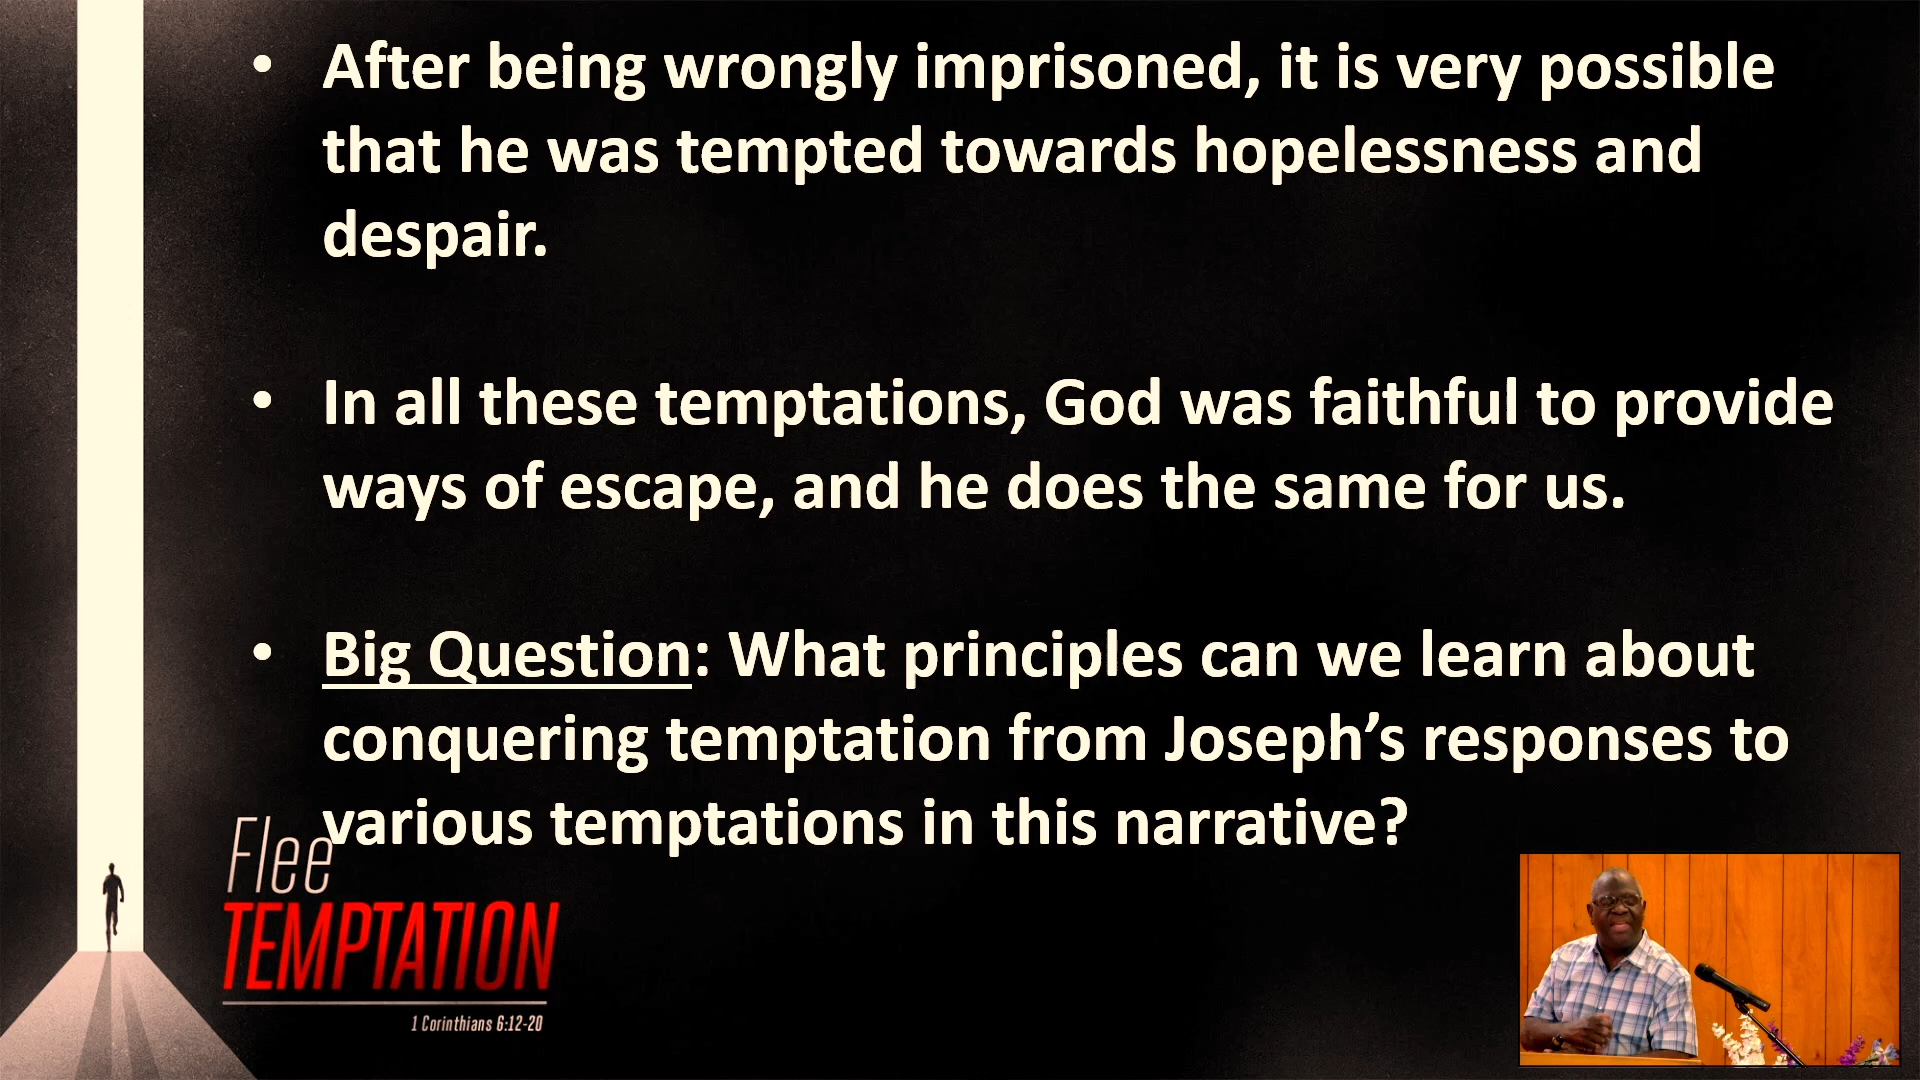 • After being wrongly imprisoned, it is very possible
that he was tempted towards hopelessness and
despair.
• In all these temptations, God was faithful to provide
ways of escape, and he does the same for us.
• Big Question: What principles can we learn about
conquering temptation from Joseph’s responses to
various temptations in this narrative?
Flee
TEMPTATION
1 Corinthians 6:12-20